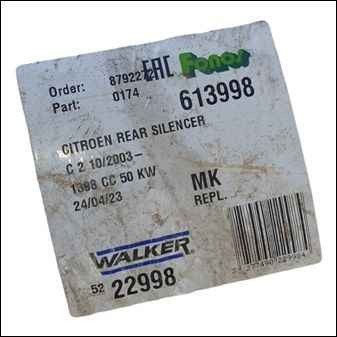 Order: 8792272 EAC Fonos
Part: 0174 613998
CITROEN REAR SILENCER
C 2 10/2003-
1398 CC 50 KW
24/04/23
MK
REPL.
WALKER
52 22998